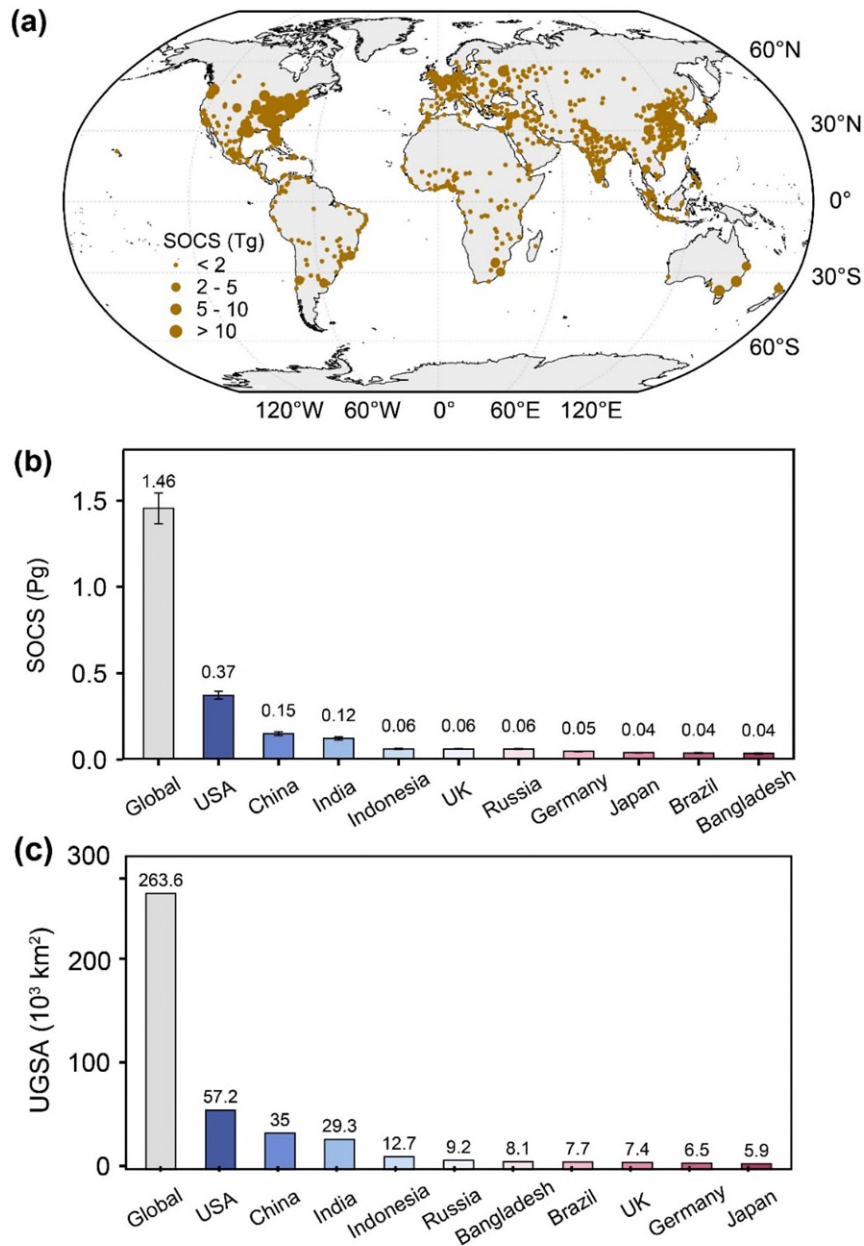 (a)
60°N
30°N
0°
30°S
60°S
SOCS (Tg)
< 2
2 - 5
5 - 10
> 10
120°W 60°W 0° 60°E 120°E
(b)
SOCS (Pg)
1.5
1.0
0.5
0.0
1.46
0.37
0.15
0.12
0.06
0.06
0.06
0.05
0.04
0.04
0.04
Global USA China India Indonesia UK Russia Germany Japan Brazil Bangladesh
(c)
UGSA (10³ km²)
300
200
100
0
263.6
57.2
35
29.3
12.7
9.2
8.1
7.7
7.4
6.5
5.9
Global USA China India Indonesia Russia Bangladesh Brazil UK Germany Japan